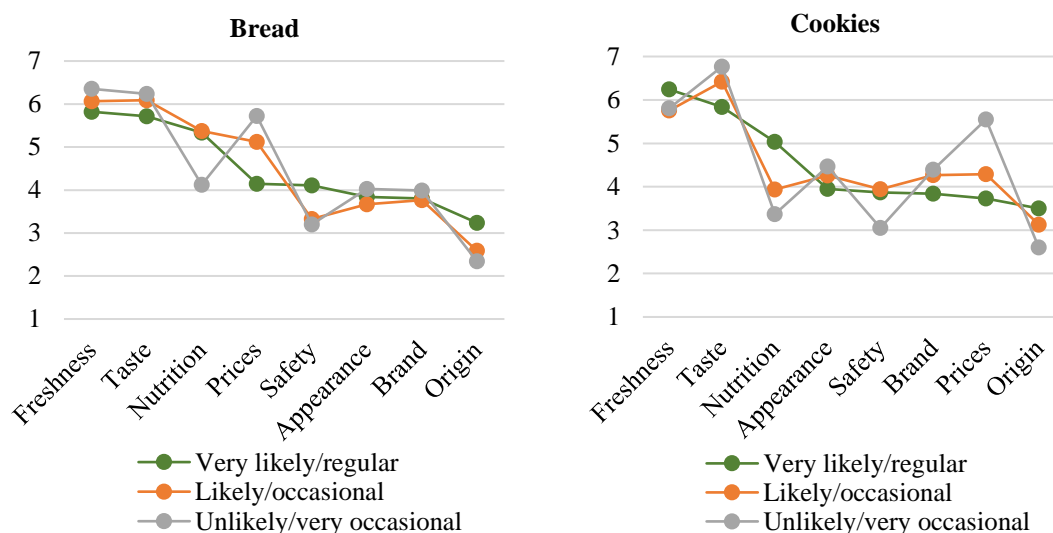 Bread
7
6
5
4
3
2
1
Freshness
Taste
Nutrition
Prices
Safety
Appearance
Brand
Origin
Very likely/regular
Likely/occasional
Unlikely/very occasional
Cookies
7
6
5
4
3
2
1
Freshness
Taste
Nutrition
Appearance
Safety
Brand
Prices
Origin
Very likely/regular
Likely/occasional
Unlikely/very occasional